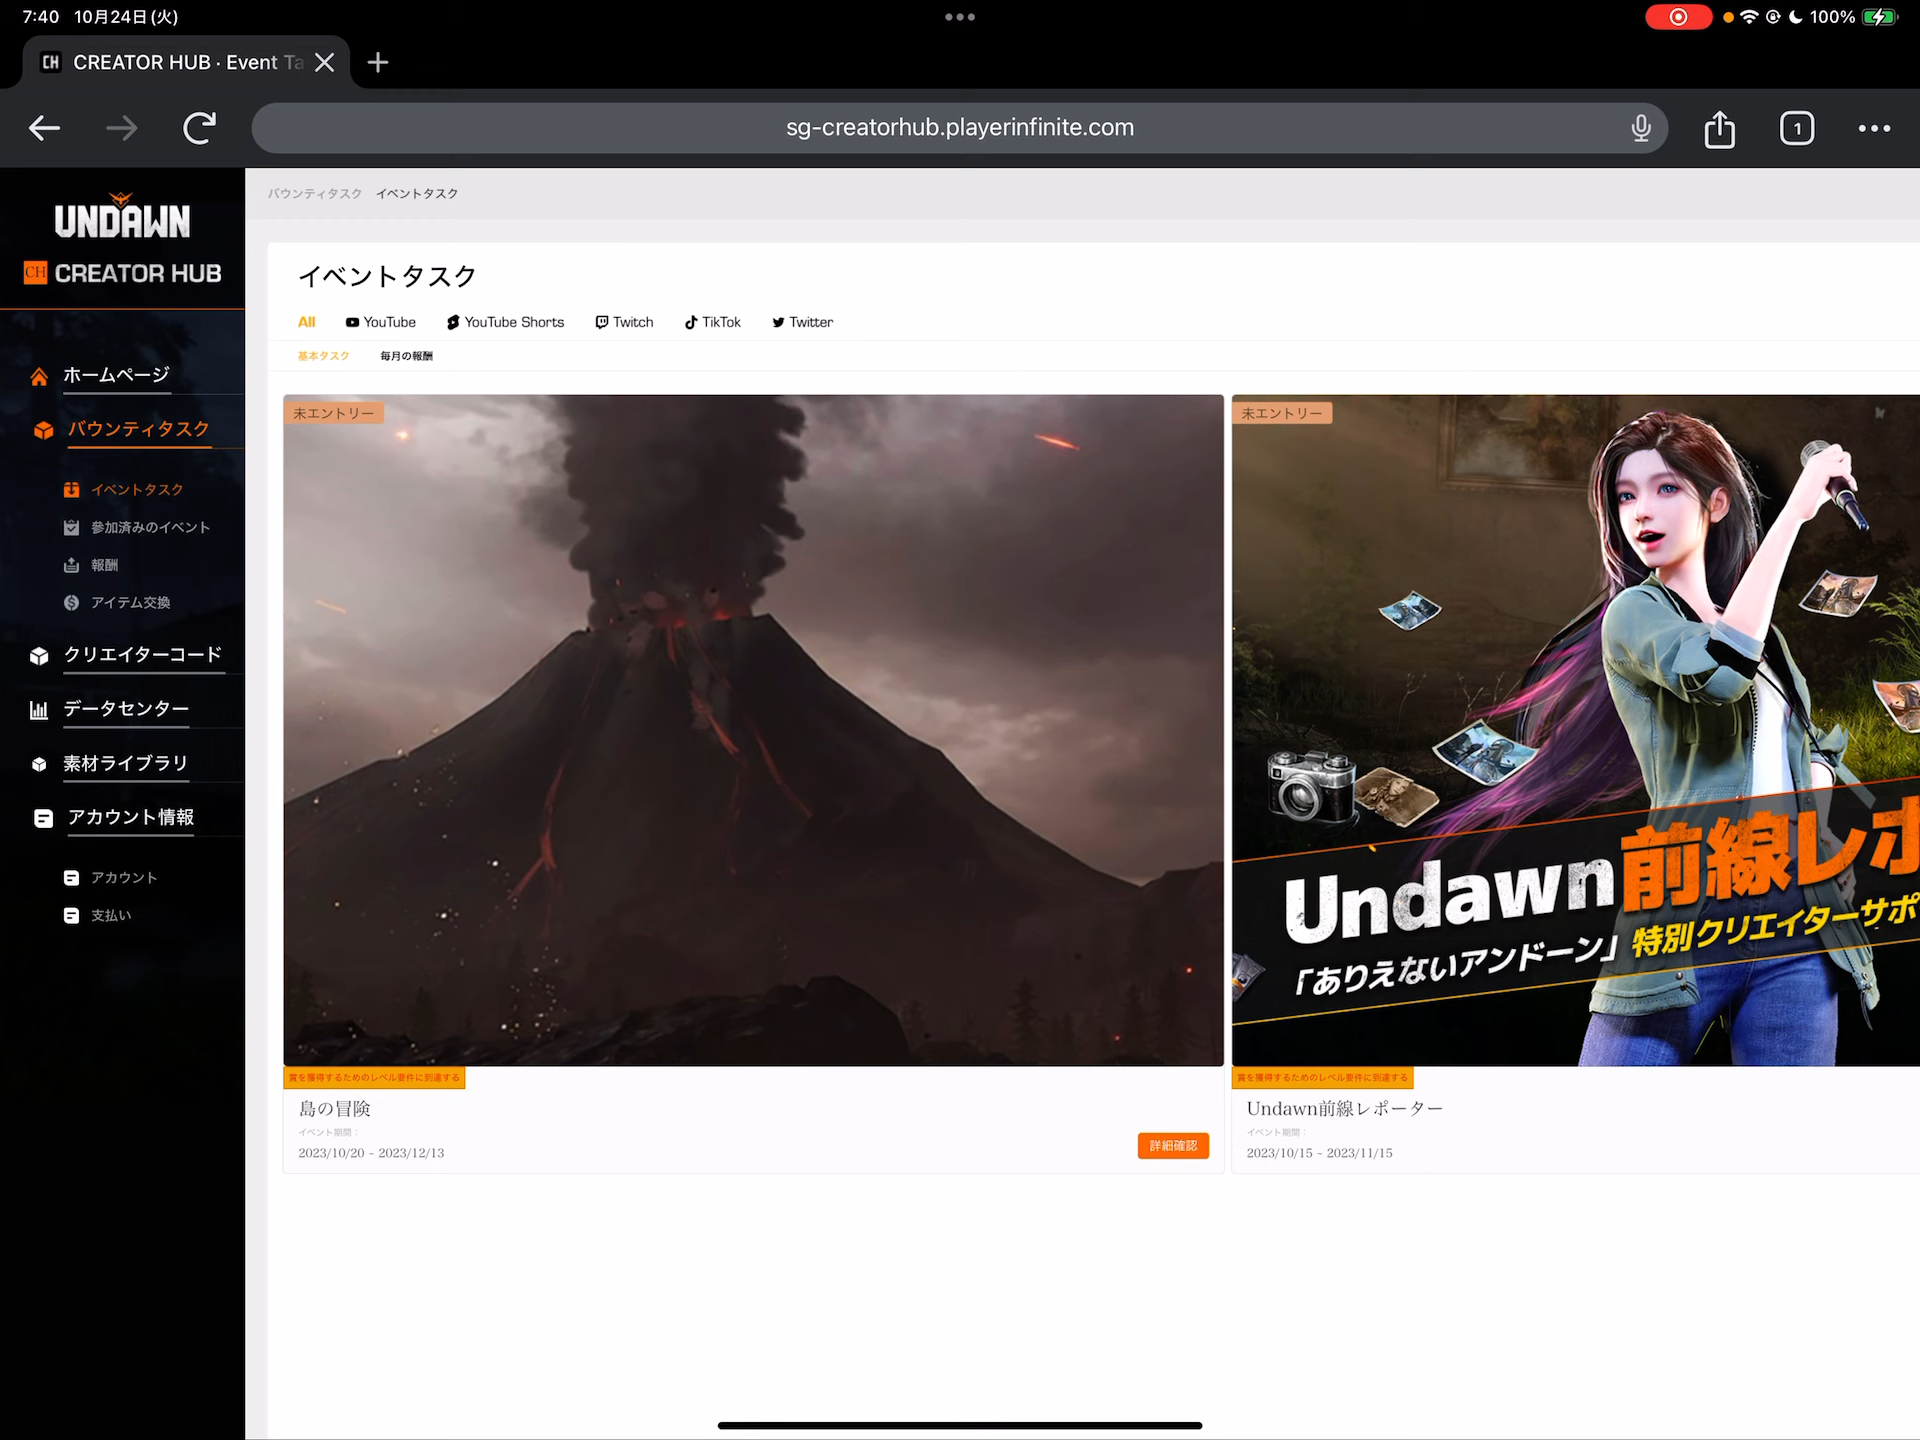 7:40 10月24日(火)
100%
CH CREATOR HUB · Event Ta
sg-creatorhub.playerinfinite.com
1
UNDAWN
CH CREATOR HUB
ホームページ
バウンティタスク
イベントタスク
参加済みのイベント
報酬
アイテム交換
クリエイターコード
データセンター
素材ライブラリ
アカウント情報
アカウント
支払い
バウンティタスク イベントタスク
イベントタスク
All YouTube YouTube Shorts Twitch TikTok Twitter
基本タスク 毎月の報酬
未エントリー
賞を獲得するためのレベル要件に到達する
島の冒険
イベント期間：
2023/10/20 ~ 2023/12/13
詳細確認
未エントリー
Undawn前線レポ
「ありえないアンドーン」特別クリエイターサポ
賞を獲得するためのレベル要件に到達する
Undawn前線レポーター
イベント期間：
2023/10/15 ~ 2023/11/15